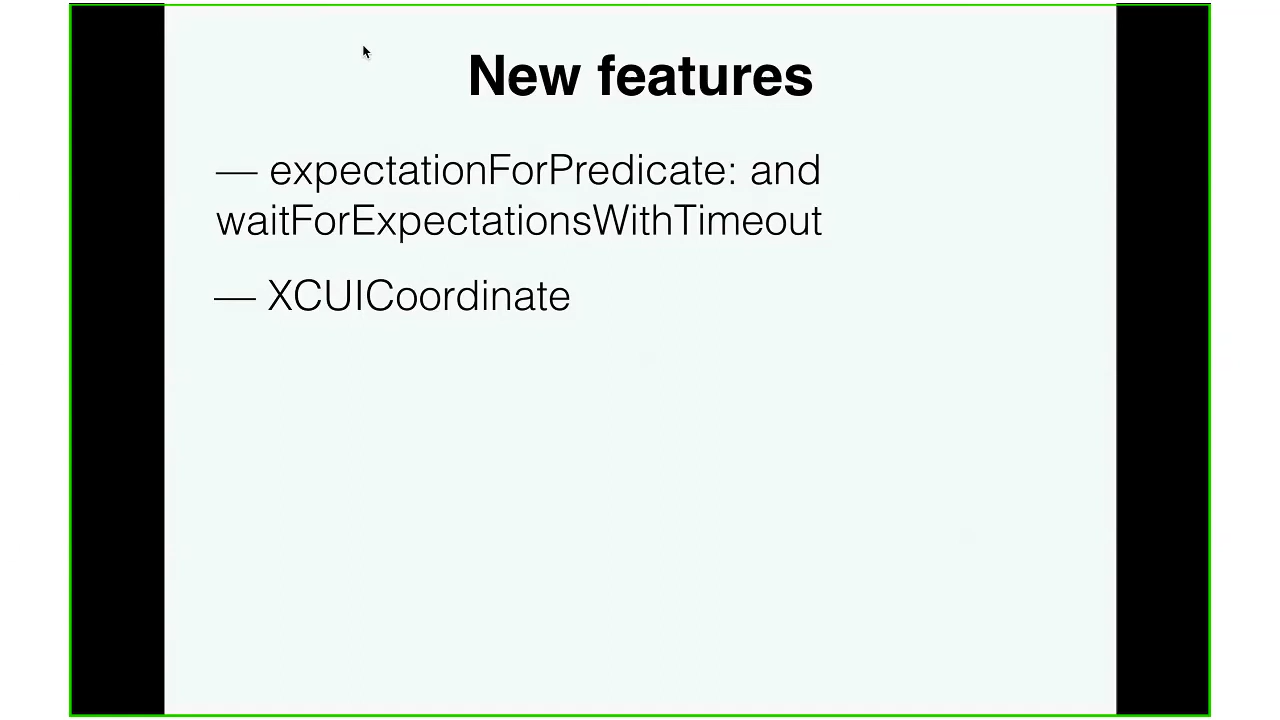 New features
— expectationForPredicate: and
waitForExpectationsWithTimeout
— XCUICoordinate